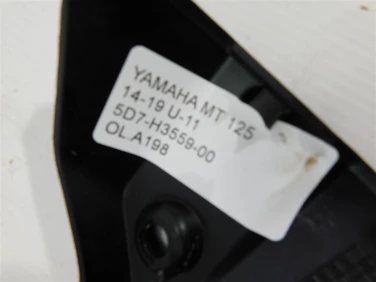 YAMAHA MT 125
14-19 U-11
5D7-H3559-00
OL.A198